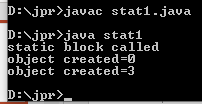 D:\jpr>javac stat1.java
D:\jpr>java stat1
static block called
object created=0
object created=3
D:\jpr>